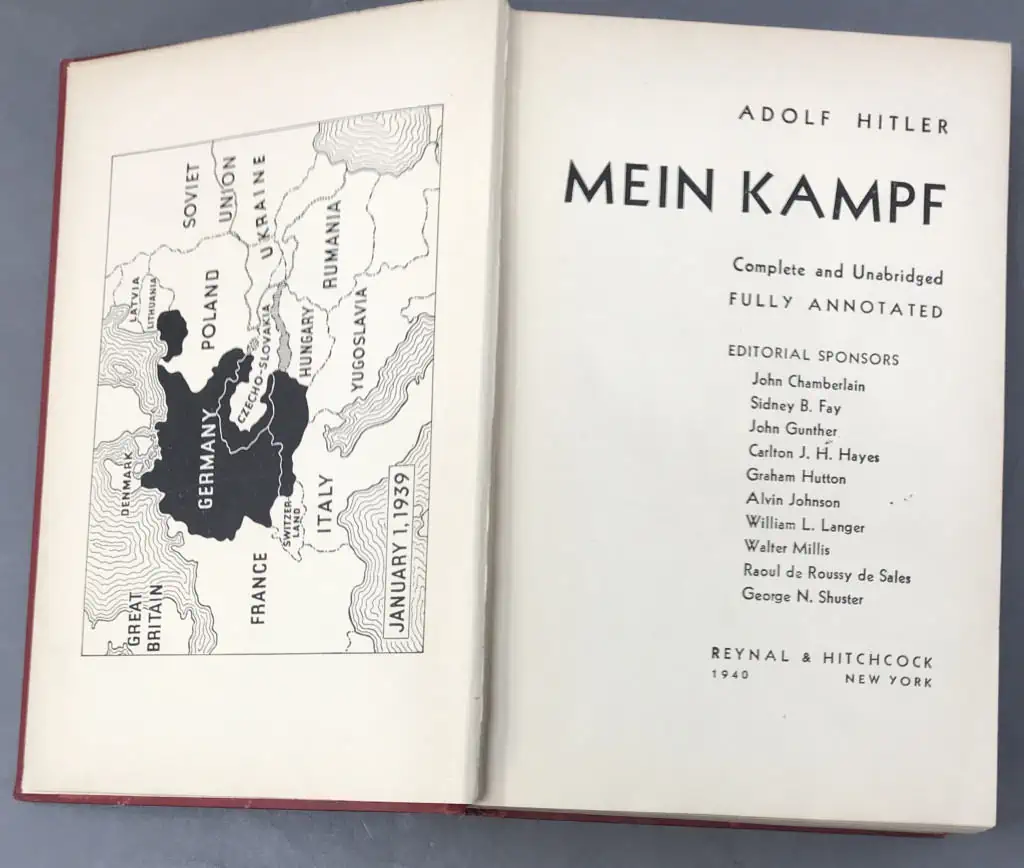 SOVIET
UNION
UKRAINE
LATVIA
LITHUANIA
POLAND
RUMANIA
CZECHO-SLOVAKIA
HUNGARY
YUGOSLAVIA
GERMANY
DENMARK
SWITZER-
LAND
ITALY
FRANCE
GREAT
BRITAIN
JANUARY 1, 1939
ADOLF HITLER
MEIN KAMPF
Complete and Unabridged
FULLY ANNOTATED
EDITORIAL SPONSORS
John Chamberlain
Sidney B. Fay
John Gunther
Carlton J. H. Hayes
Graham Hutton
Alvin Johnson
William L. Langer
Walter Millis
Raoul de Roussy de Sales
George N. Shuster
REYNAL & HITCHCOCK
1940 NEW YORK